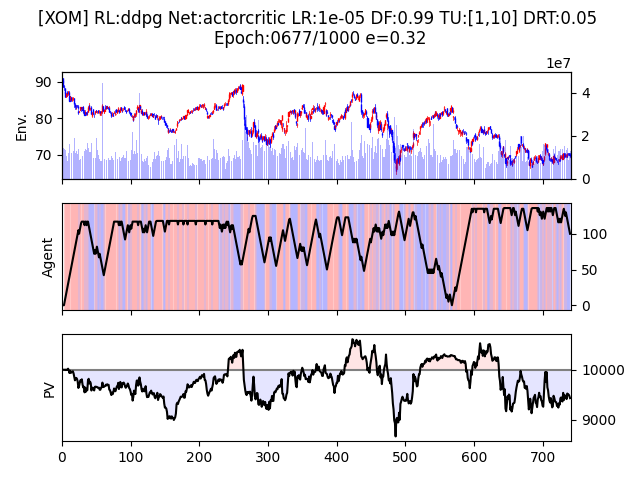 [XOM] RL:ddpg Net:actorcritic LR:1e-05 DF:0.99 TU:[1,10] DRT:0.05
Epoch:0677/1000 e=0.32
1e7
90
80
70
Env.
4
2
0
Agent
100
50
0
PV
10000
9000
0 100 200 300 400 500 600 700